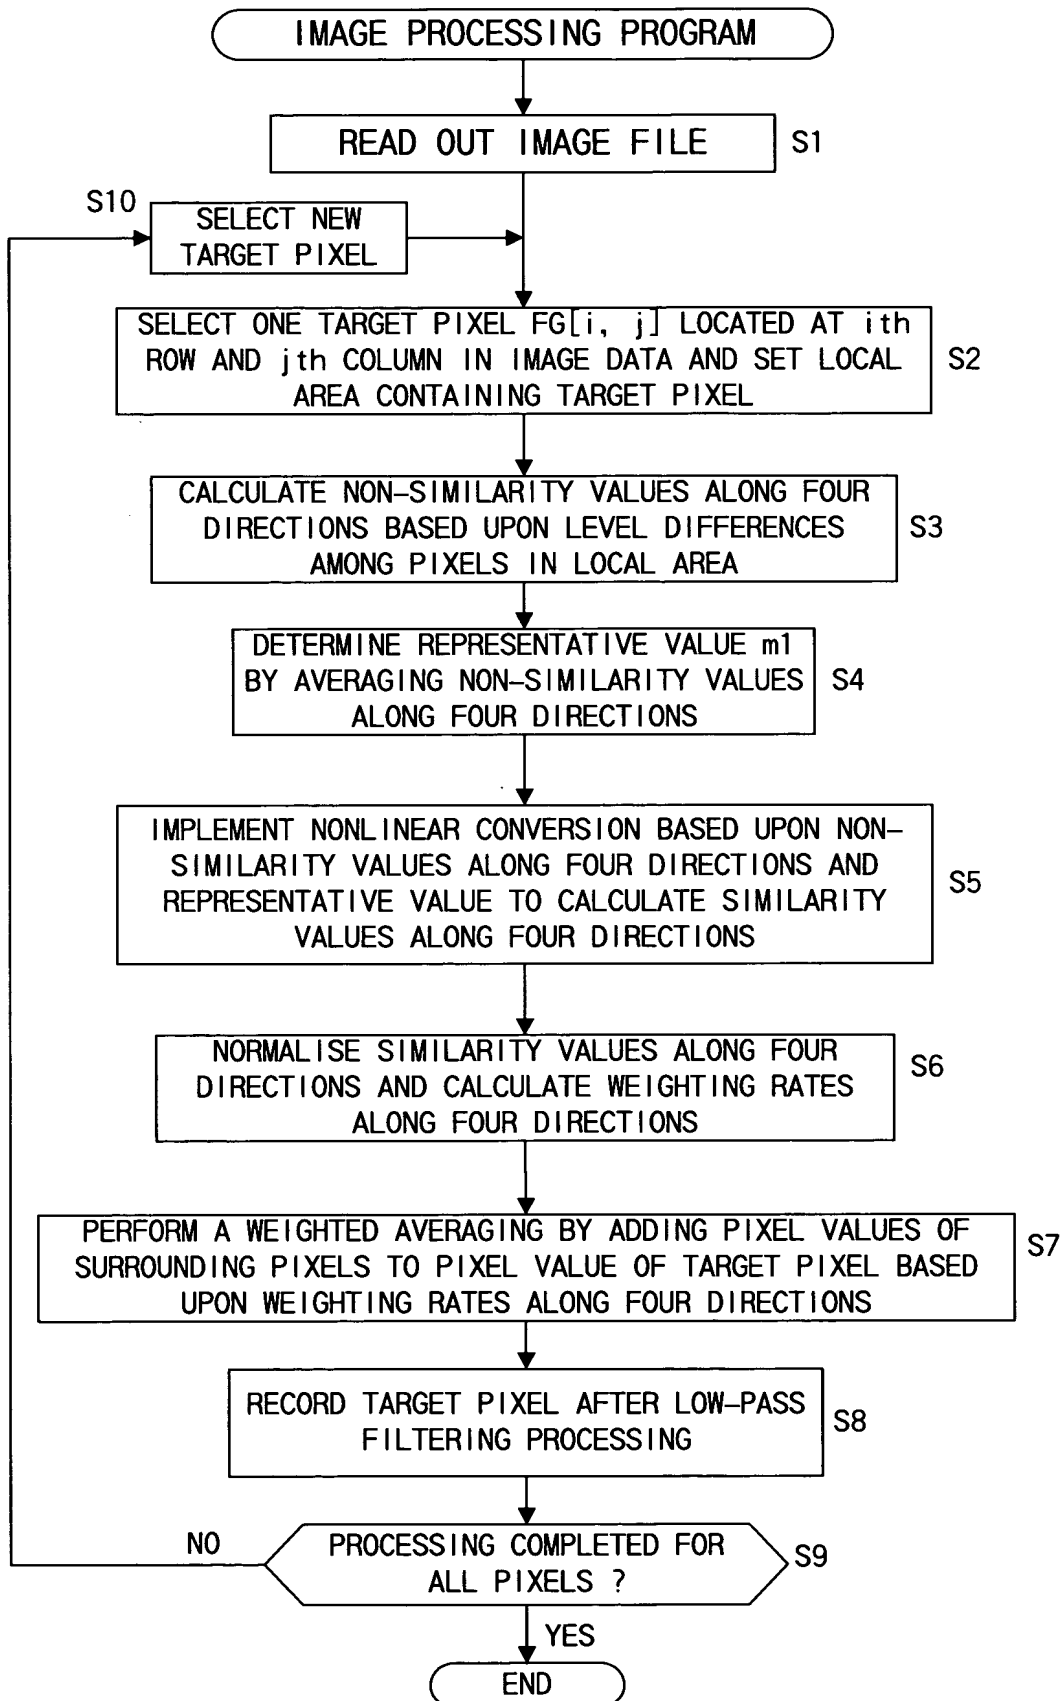 IMAGE PROCESSING PROGRAM
READ OUT IMAGE FILE
S1
S10
SELECT NEW
TARGET PIXEL
SELECT ONE TARGET PIXEL FG[i, j] LOCATED AT ith
ROW AND jth COLUMN IN IMAGE DATA AND SET LOCAL
AREA CONTAINING TARGET PIXEL
S2
CALCULATE NON-SIMILARITY VALUES ALONG FOUR
DIRECTIONS BASED UPON LEVEL DIFFERENCES
AMONG PIXELS IN LOCAL AREA
S3
DETERMINE REPRESENTATIVE VALUE m1
BY AVERAGING NON-SIMILARITY VALUES
ALONG FOUR DIRECTIONS
S4
IMPLEMENT NONLINEAR CONVERSION BASED UPON NON-
SIMILARITY VALUES ALONG FOUR DIRECTIONS AND
REPRESENTATIVE VALUE TO CALCULATE SIMILARITY
VALUES ALONG FOUR DIRECTIONS
S5
NORMALISE SIMILARITY VALUES ALONG FOUR
DIRECTIONS AND CALCULATE WEIGHTING RATES
ALONG FOUR DIRECTIONS
S6
PERFORM A WEIGHTED AVERAGING BY ADDING PIXEL VALUES OF
SURROUNDING PIXELS TO PIXEL VALUE OF TARGET PIXEL BASED
UPON WEIGHTING RATES ALONG FOUR DIRECTIONS
S7
RECORD TARGET PIXEL AFTER LOW-PASS
FILTERING PROCESSING
S8
NO
PROCESSING COMPLETED FOR
ALL PIXELS ?
S9
YES
END